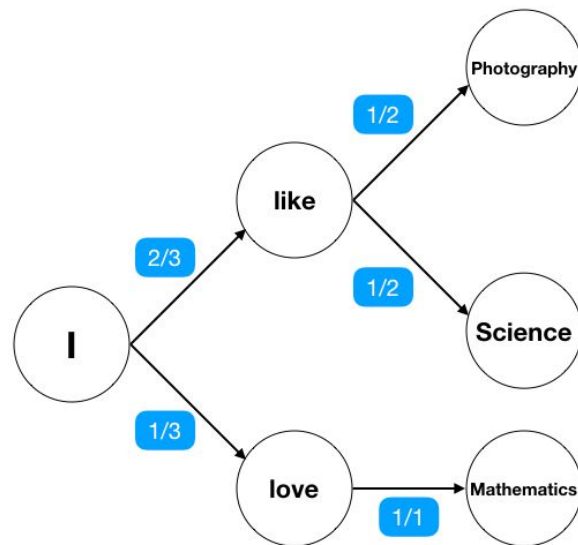 Photography
1/2
like
2/3
1/2
I
Science
1/3
love
Mathematics
1/1